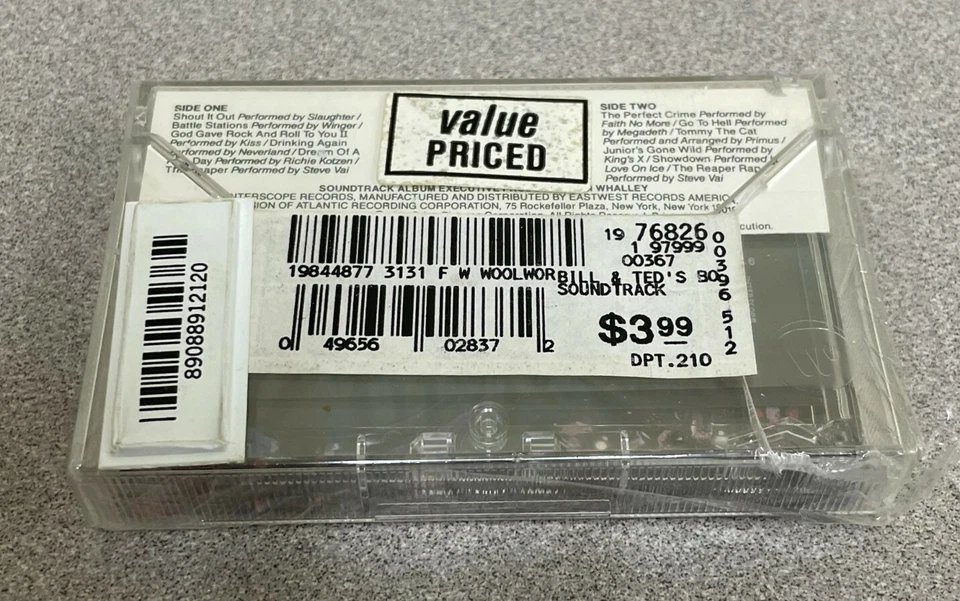 SIDE ONE
Shout It Out Performed by Slaughter /
Battle Stations Performed by Winger /
God Gave Rock And Roll To You II
Performed by Kiss / Drinking Again
Performed by Neverland / Dream Of A
Day Performed by Richie Kotzen /
The Reaper Performed by Steve Vai
value
PRICED
SIDE TWO
The Perfect Crime Performed by
Faith No More / Go To Hell Performed
by Megadeth / Tommy The Cat
Performed and Arranged by Primus /
Junior's Gone Wild Performed by
King's X / Showdown Performed by
Love On Ice / The Reaper Rap
Performed by Steve Vai
SOUNDTRACK ALBUM EXECUTIVE WHALLEY
INTERSCOPE RECORDS, MANUFACTURED AND DISTRIBUTED BY EASTWEST RECORDS AMERICA
OF ATLANTIC RECORDING CORPORATION, 75 Rockefeller Plaza, New York, New York
19 76826
1 97999
00367
19844877 3131 F W WOOLWOR
BILL & TED'S BO
SOUNDTRACK
$3.99
DPT.210
0 49656 02837 2
00396 512
8908891212​0